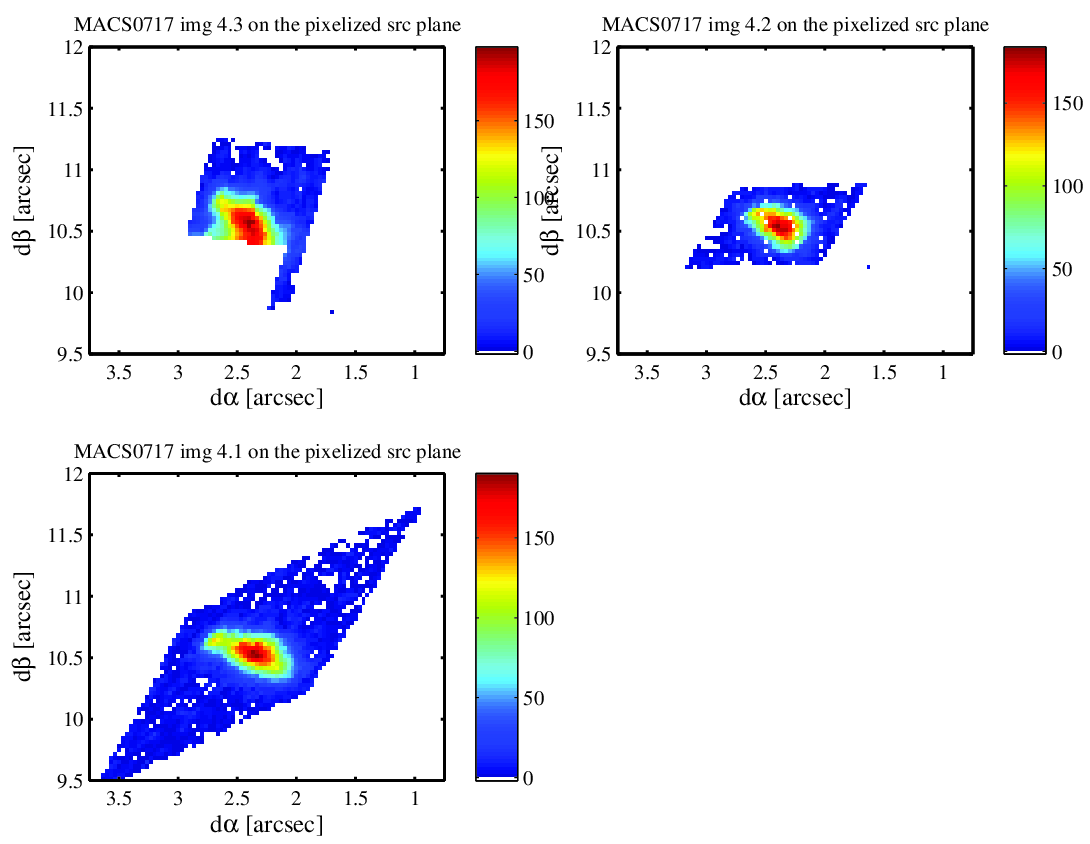 MACS0717 img 4.3 on the pixelized src plane
12
11.5
11
10.5
10
9.5
3.5 3 2.5 2 1.5 1
dα [arcsec]
dβ [arcsec]
150
100
50
0
MACS0717 img 4.2 on the pixelized src plane
12
11.5
11
10.5
10
9.5
3.5 3 2.5 2 1.5 1
dα [arcsec]
dβ [arcsec]
150
100
50
0
MACS0717 img 4.1 on the pixelized src plane
12
11.5
11
10.5
10
9.5
3.5 3 2.5 2 1.5 1
dα [arcsec]
dβ [arcsec]
150
100
50
0